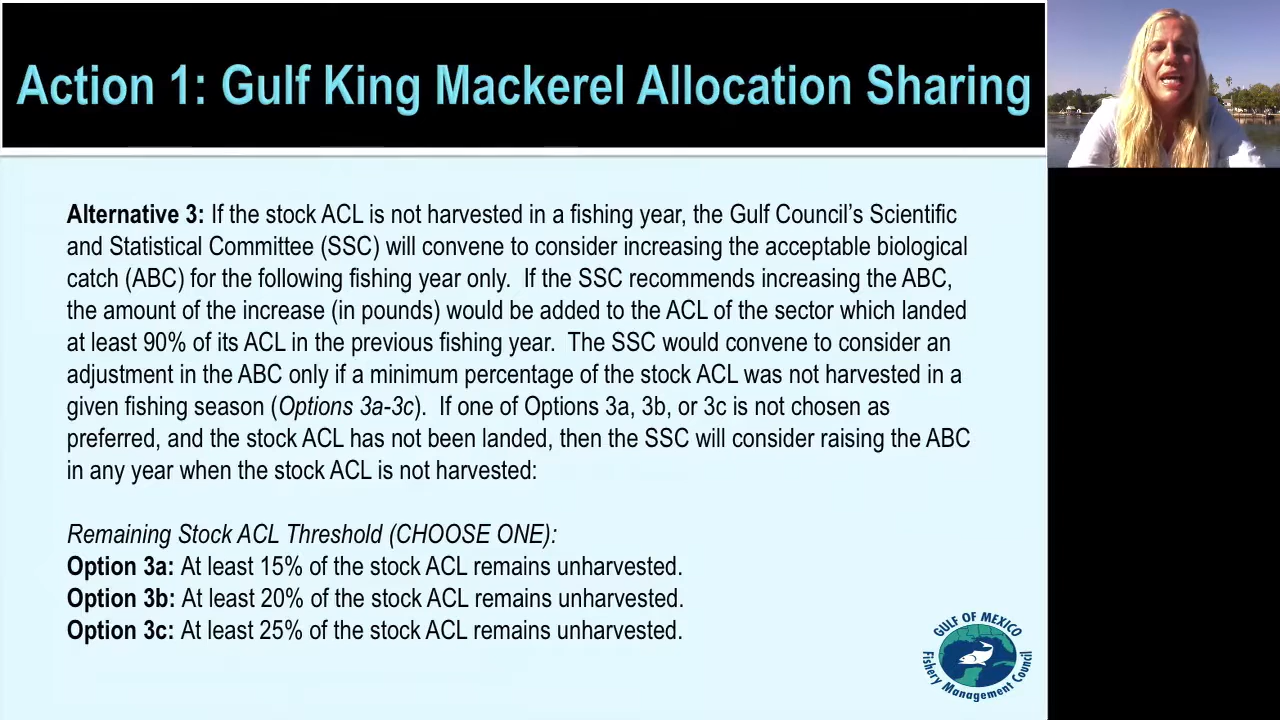 Action 1: Gulf King Mackerel Allocation Sharing
Alternative 3: If the stock ACL is not harvested in a fishing year, the Gulf Council’s Scientific
and Statistical Committee (SSC) will convene to consider increasing the acceptable biological
catch (ABC) for the following fishing year only.  If the SSC recommends increasing the ABC,
the amount of the increase (in pounds) would be added to the ACL of the sector which landed
at least 90% of its ACL in the previous fishing year.  The SSC would convene to consider an
adjustment in the ABC only if a minimum percentage of the stock ACL was not harvested in a
given fishing season (Options 3a-3c).  If one of Options 3a, 3b, or 3c is not chosen as
preferred, and the stock ACL has not been landed, then the SSC will consider raising the ABC
in any year when the stock ACL is not harvested:
Remaining Stock ACL Threshold (CHOOSE ONE):
Option 3a: At least 15% of the stock ACL remains unharvested.
Option 3b: At least 20% of the stock ACL remains unharvested.
Option 3c: At least 25% of the stock ACL remains unharvested.
GULF OF MEXICO
Fishery Management Council